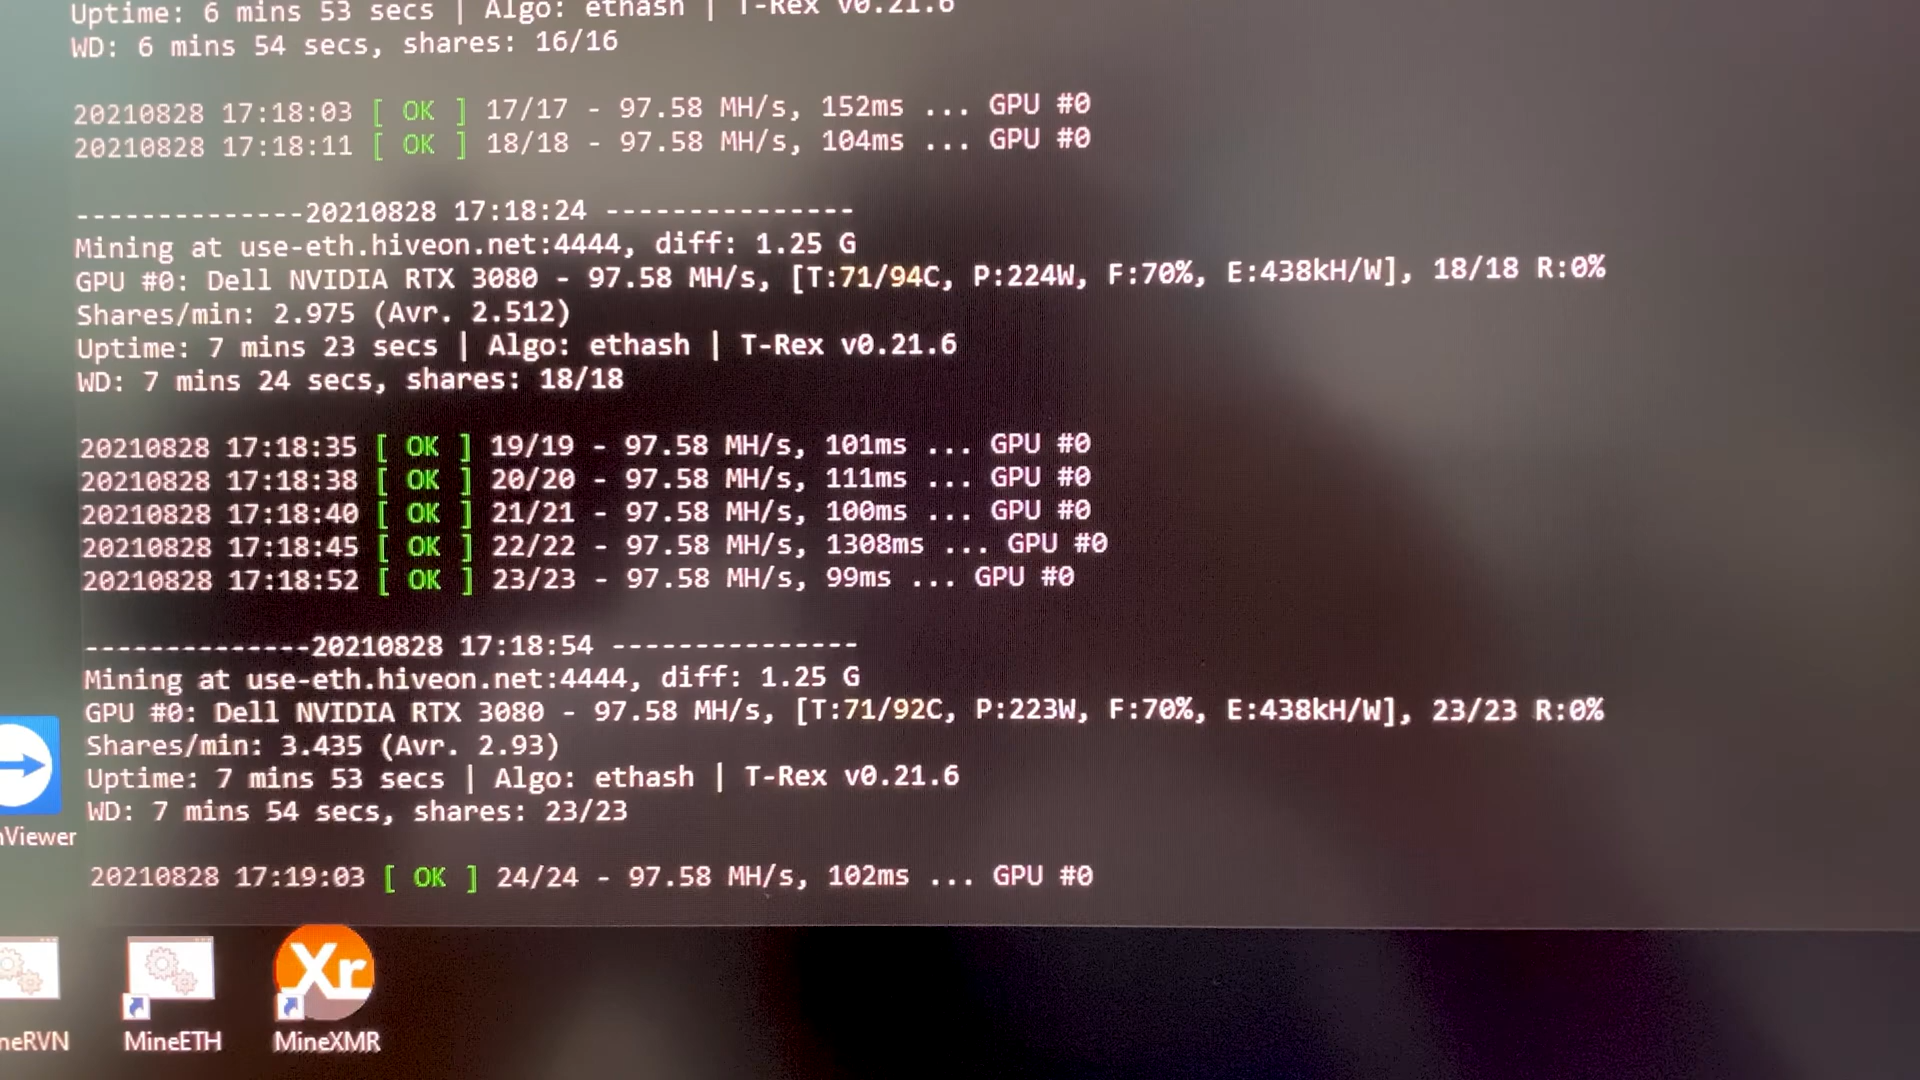 Uptime: 6 mins 53 secs | Algo: ethash | T-Rex v0.21.6
WD: 6 mins 54 secs, shares: 16/16
20210828 17:18:03 [ OK ] 17/17 - 97.58 MH/s, 152ms ... GPU #0
20210828 17:18:11 [ OK ] 18/18 - 97.58 MH/s, 104ms ... GPU #0
--------------20210828 17:18:24 ---------------
Mining at use-eth.hiveon.net:4444, diff: 1.25 G
GPU #0: Dell NVIDIA RTX 3080 - 97.58 MH/s, [T:71/94C, P:224W, F:70%, E:438kH/W], 18/18 R:0%
Shares/min: 2.975 (Avr. 2.512)
Uptime: 7 mins 23 secs | Algo: ethash | T-Rex v0.21.6
WD: 7 mins 24 secs, shares: 18/18
20210828 17:18:35 [ OK ] 19/19 - 97.58 MH/s, 101ms ... GPU #0
20210828 17:18:38 [ OK ] 20/20 - 97.58 MH/s, 111ms ... GPU #0
20210828 17:18:40 [ OK ] 21/21 - 97.58 MH/s, 100ms ... GPU #0
20210828 17:18:45 [ OK ] 22/22 - 97.58 MH/s, 1308ms ... GPU #0
20210828 17:18:52 [ OK ] 23/23 - 97.58 MH/s, 99ms ... GPU #0
--------------20210828 17:18:54 ---------------
Mining at use-eth.hiveon.net:4444, diff: 1.25 G
GPU #0: Dell NVIDIA RTX 3080 - 97.58 MH/s, [T:71/92C, P:223W, F:70%, E:438kH/W], 23/23 R:0%
Shares/min: 3.435 (Avr. 2.93)
Uptime: 7 mins 53 secs | Algo: ethash | T-Rex v0.21.6
WD: 7 mins 54 secs, shares: 23/23
20210828 17:19:03 [ OK ] 24/24 - 97.58 MH/s, 102ms ... GPU #0
Viewer
Xr
neRVN
MineETH
MineXMR